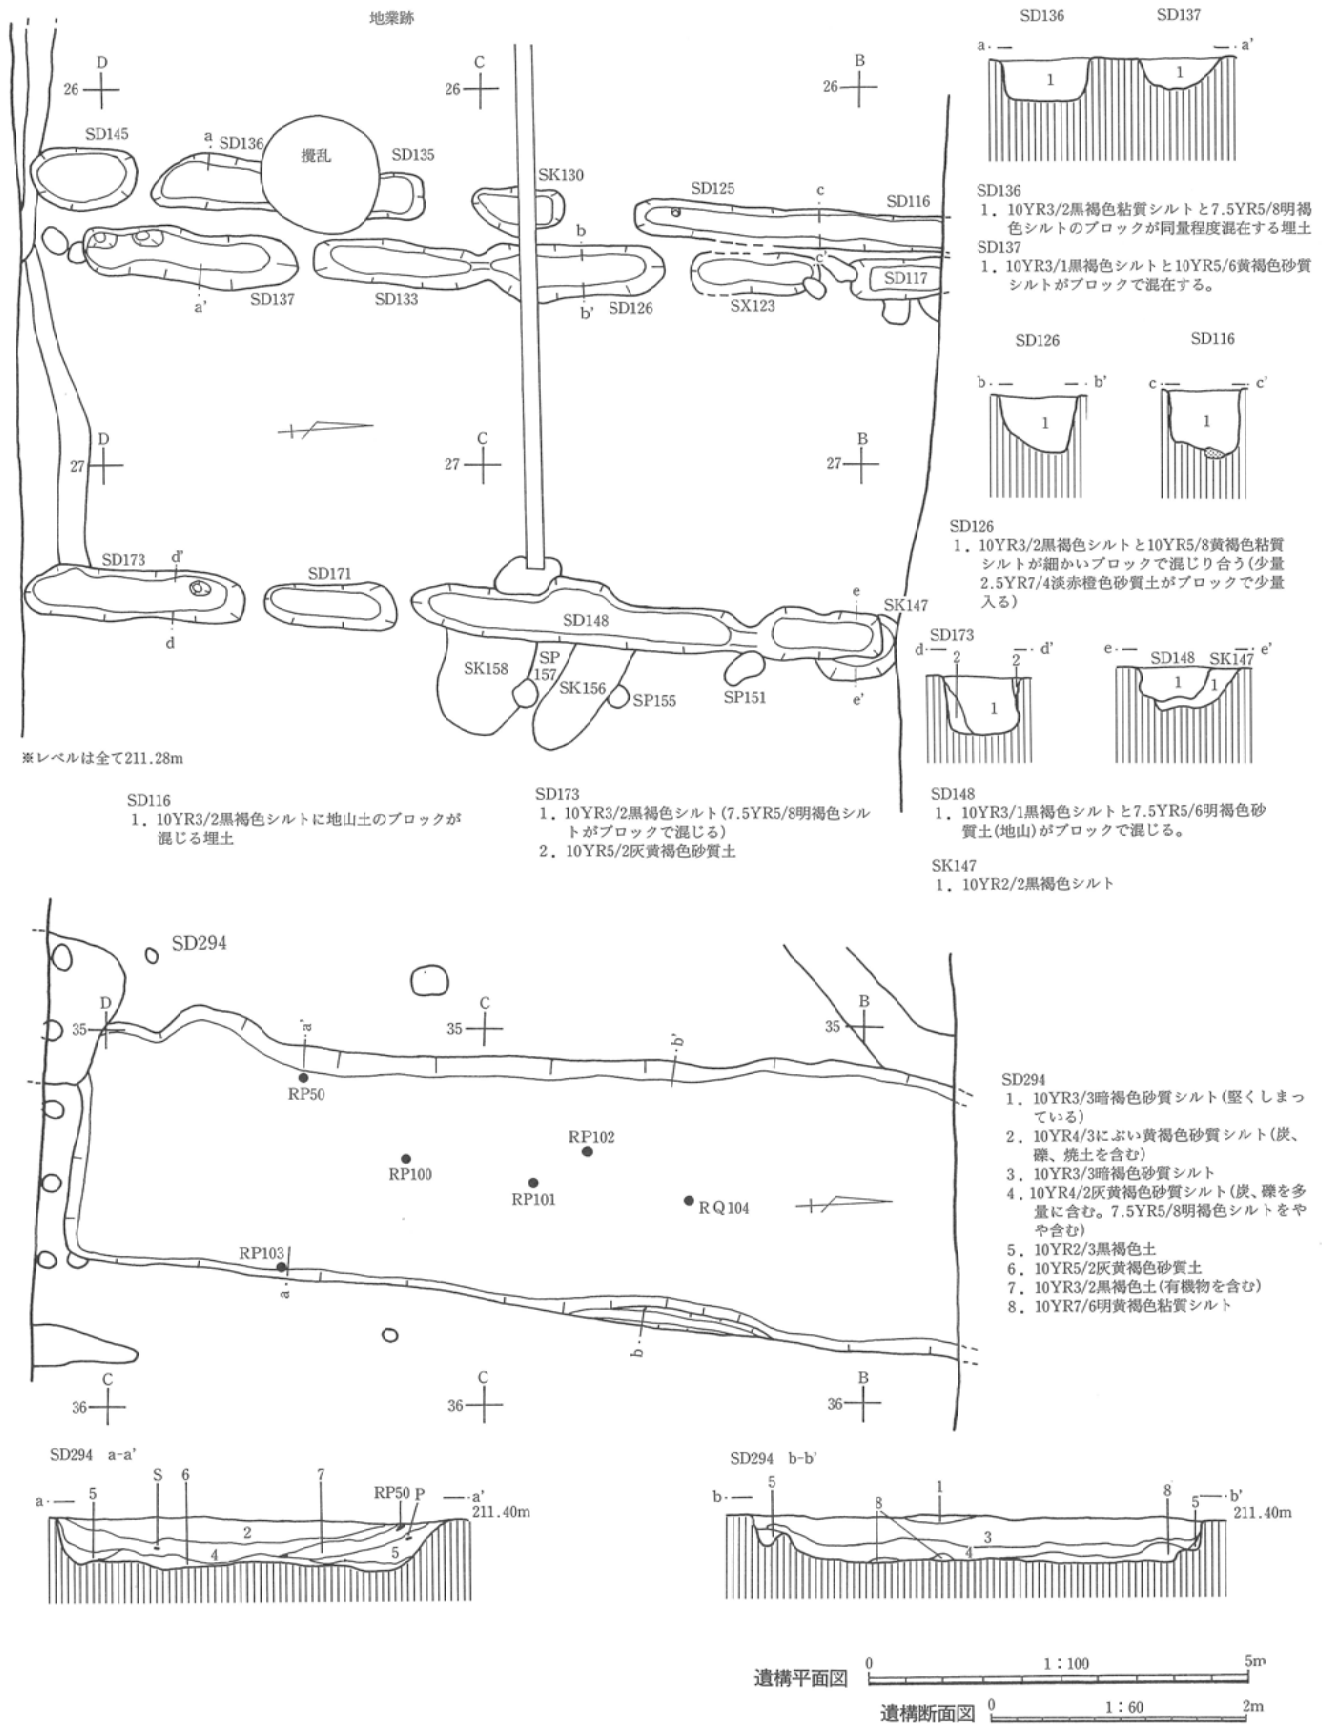 地業跡
D
26
C
26
B
26
SD145
a
SD136
攪乱
SD135
SK130
SD125
c
SD116
b
a'
SD137
SD133
b'
SD126
c'
SX123
SD117
D
27
C
27
B
27
SD173
d'
d
SD171
SD148
e
SK147
SK158
SP
157
SK156
SP155
SP151
e'
※レベルは全て211.28m
SD116
1. 10YR3/2黒褐色シルトに地山土のブロックが
混じる埋土
SD173
1. 10YR3/2黒褐色シルト(7.5YR5/8明褐色シル
トがブロックで混じる)
2. 10YR5/2灰黄褐色砂質土
SD136
SD137
a
a'
1
1
SD136
1. 10YR3/2黒褐色粘質シルトと7.5YR5/8明褐
色シルトのブロックが同量程度混在する埋土
SD137
1. 10YR3/1黒褐色シルトと10YR5/6黄褐色砂質
シルトがブロックで混在する。
SD126
SD116
b
b'
c
c'
1
1
SD126
1. 10YR3/2黒褐色シルトと10YR5/8黄褐色粘質
シルトが細かいブロックで混じり合う(少量
2.5YR7/4淡赤橙色砂質土がブロックで少量
入る)
SD173
d
d'
2
2
1
e
e'
SD148
SK147
1
1
SD148
1. 10YR3/1黒褐色シルトと7.5YR5/6明褐色砂
質土(地山)がブロックで混じる。
SK147
1. 10YR2/2黒褐色シルト
SD294
D
35
C
35
B
35
a'
b'
RP50
RP102
RP100
RP101
RQ104
RP103
a
b
C
36
C
36
B
36
SD294
1. 10YR3/3暗褐色砂質シルト(堅くしまっ
ている)
2. 10YR4/3にぶい黄褐色砂質シルト(炭、
礫、焼土を含む)
3. 10YR3/3暗褐色砂質シルト
4. 10YR4/2灰黄褐色砂質シルト(炭、礫を多
量に含む。7.5YR5/8明褐色シルトをや
や含む)
5. 10YR2/3黒褐色土
6. 10YR5/2灰黄褐色砂質土
7. 10YR3/2黒褐色土(有機物を含む)
8. 10YR7/6明黄褐色粘質シルト
SD294 a-a'
a
5
S
6
7
RP50
P
a'
211.40m
2
4
5
SD294 b-b'
b
5
8
1
8
5
b'
211.40m
3
4
遺構平面図
0
1:100
5m
遺構断面図
0
1:60
2m